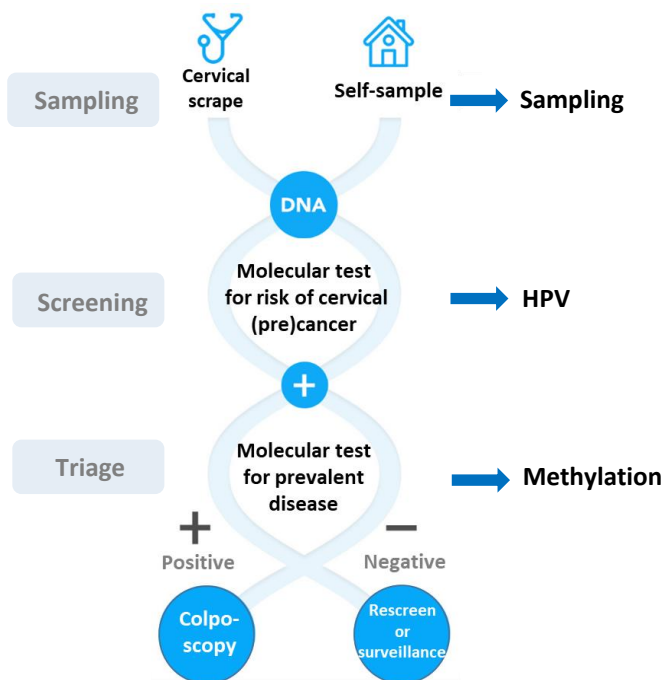 Cervical
scrape
Self-sample
Sampling
Sampling
DNA
Molecular test
for risk of cervical
(pre)cancer
Screening
HPV
+
Molecular test
for prevalent
disease
Triage
Methylation
+
−
Positive
Negative
Colpo-
scopy
Rescreen
or
surveillance